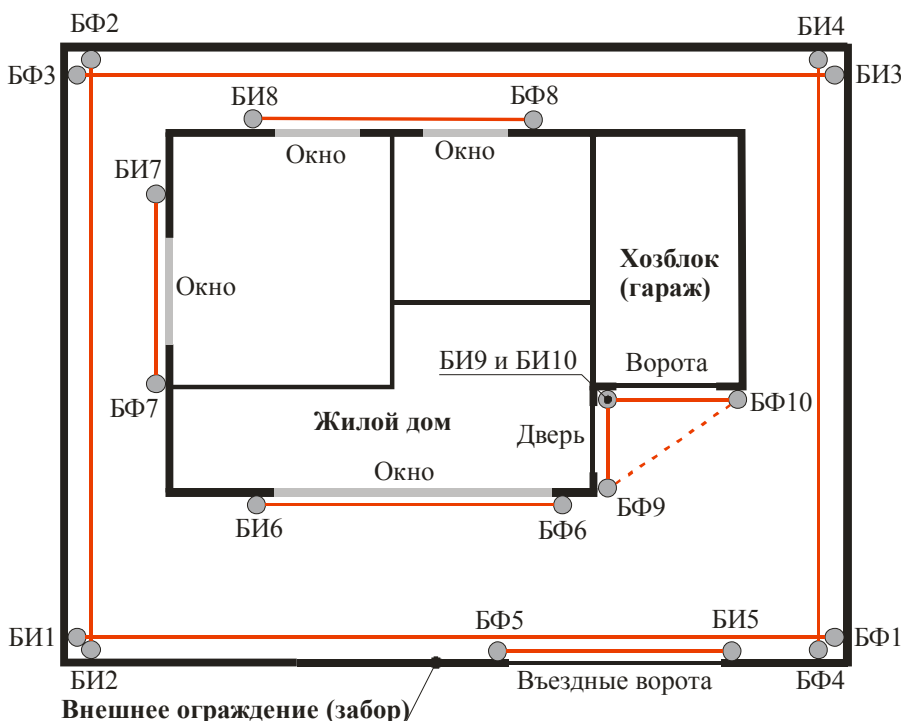 БФ2
БИ4
БФ3
БИ3
БИ8
БФ8
Окно
Окно
БИ7
Окно
Хозблок
(гараж)
БИ9 и БИ10
Ворота
БФ7
БФ10
Жилой дом
Дверь
Окно
БИ6
БФ6
БФ9
БИ1
БФ5
БИ5
БФ1
БИ2
Въездные ворота
БФ4
Внешнее ограждение (забор)